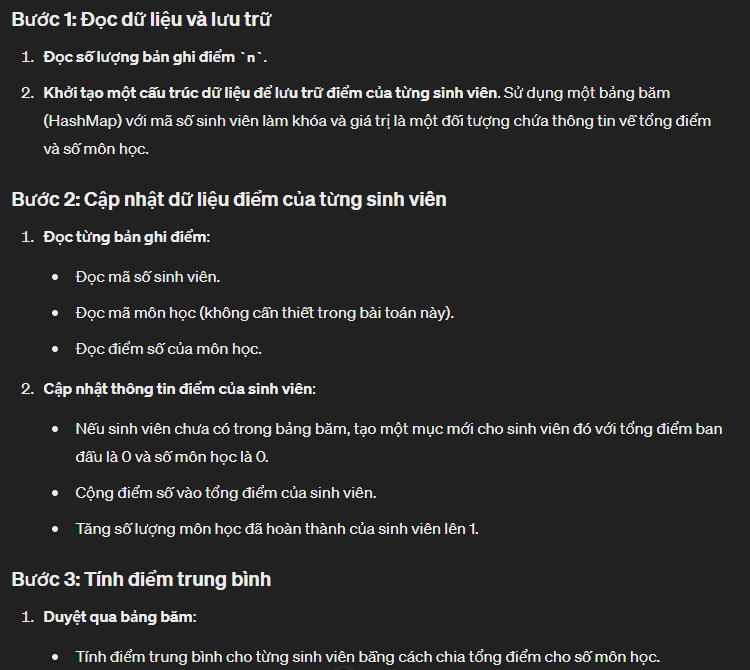 Bước 1: Đọc dữ liệu và lưu trữ
1. Đọc số lượng bản ghi điểm `n`.
2. Khởi tạo một cấu trúc dữ liệu để lưu trữ điểm của từng sinh viên. Sử dụng một bảng băm
(HashMap) với mã số sinh viên làm khóa và giá trị là một đối tượng chứa thông tin về tổng điểm
và số môn học.
Bước 2: Cập nhật dữ liệu điểm của từng sinh viên
1. Đọc từng bản ghi điểm:
• Đọc mã số sinh viên.
• Đọc mã môn học (không cần thiết trong bài toán này).
• Đọc điểm số của môn học.
2. Cập nhật thông tin điểm của sinh viên:
• Nếu sinh viên chưa có trong bảng băm, tạo một mục mới cho sinh viên đó với tổng điểm ban
đầu là 0 và số môn học là 0.
• Cộng điểm số vào tổng điểm của sinh viên.
• Tăng số lượng môn học đã hoàn thành của sinh viên lên 1.
Bước 3: Tính điểm trung bình
1. Duyệt qua bảng băm:
• Tính điểm trung bình cho từng sinh viên bằng cách chia tổng điểm cho số môn học.